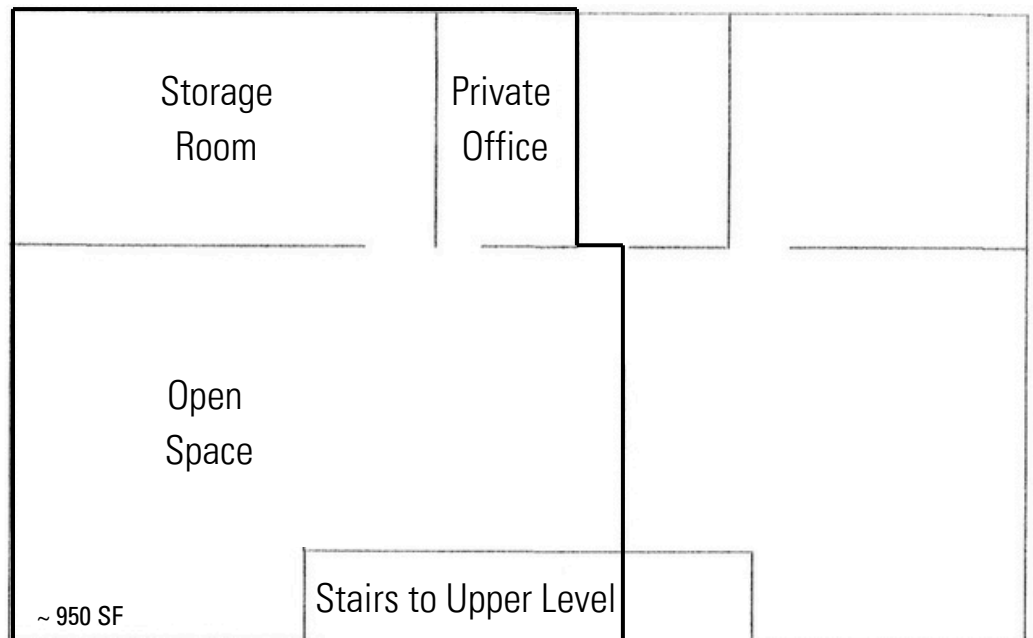 Storage
Room
Private
Office
Open
Space
Stairs to Upper Level
~ 950 SF